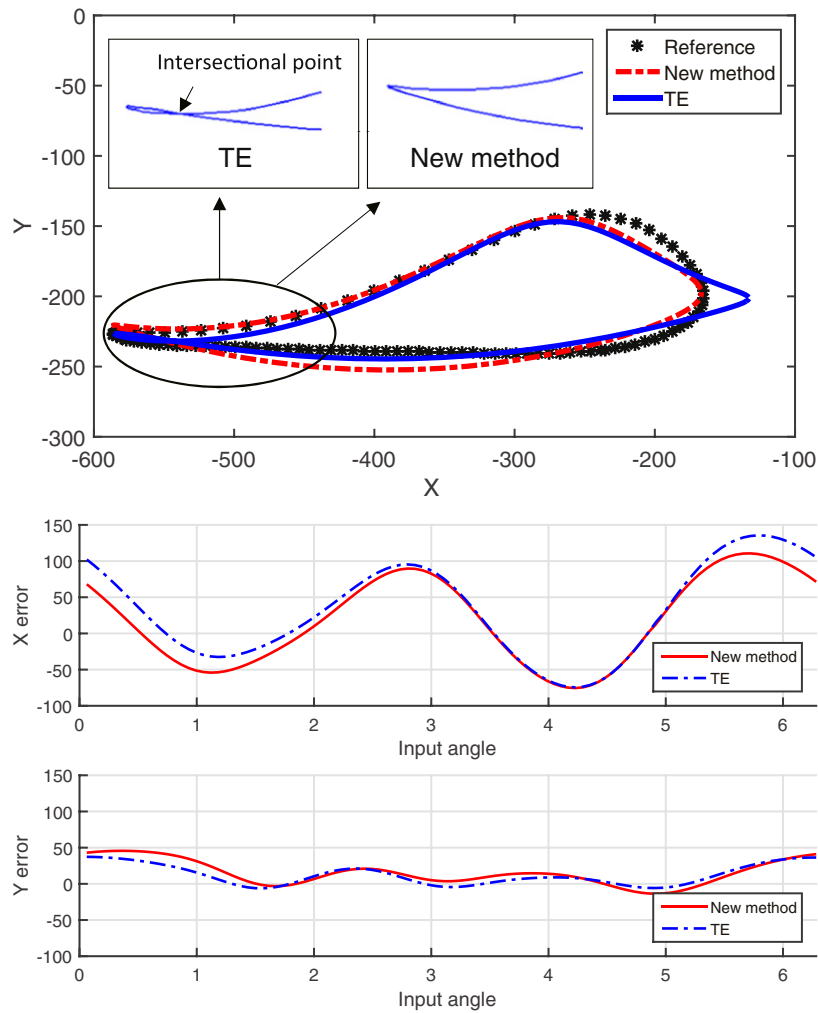 0
-50
-100
-150
-200
-250
-300
Y
Intersectional point
TE
New method
Reference
New method
TE
-600 -500 -400 -300 -200 -100
X
150
100
50
0
-50
-100
X error
New method
TE
0 1 2 3 4 5 6
Input angle
150
100
50
0
-50
-100
Y error
New method
TE
0 1 2 3 4 5 6
Input angle